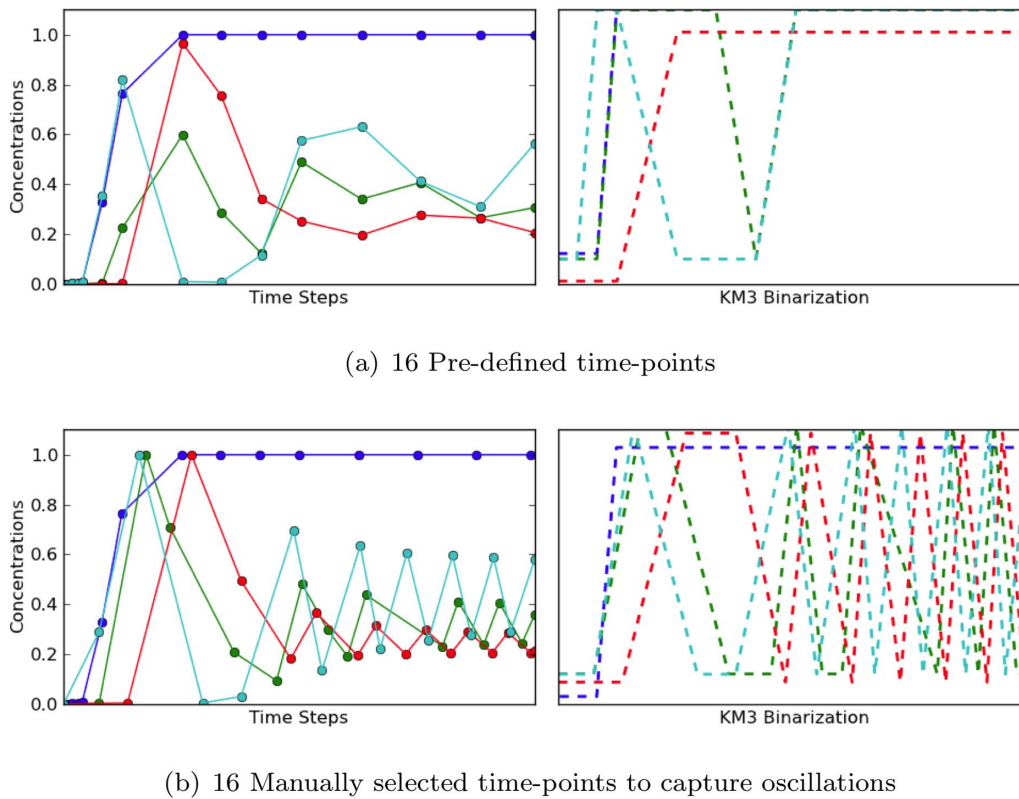 Concentrations
1.0
0.8
0.6
0.4
0.2
0.0
Time Steps
KM3 Binarization
(a) 16 Pre-defined time-points
Concentrations
1.0
0.8
0.6
0.4
0.2
0.0
Time Steps
KM3 Binarization
(b) 16 Manually selected time-points to capture oscillations